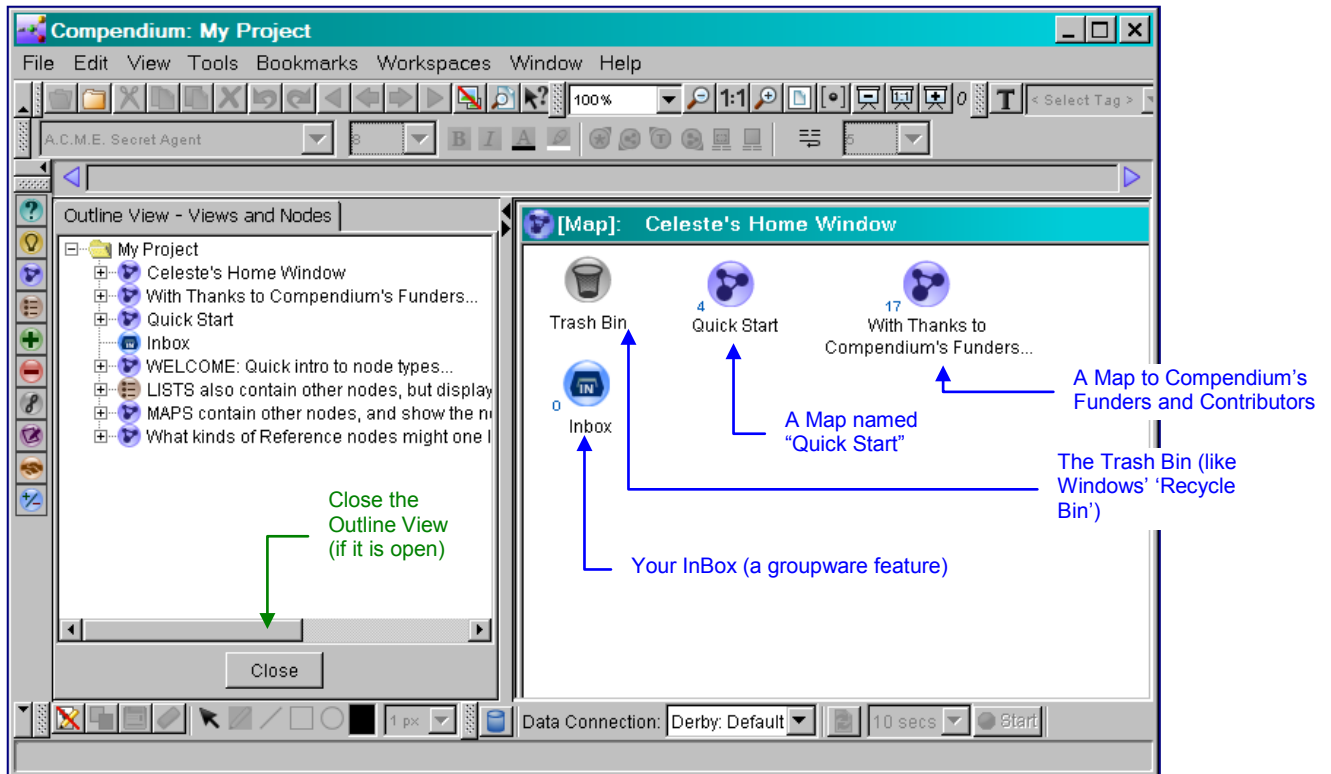 Compendium: My Project
File Edit View Tools Bookmarks Workspaces Window Help
100% 1:1 0 T < Select Tag >
A.C.M.E. Secret Agent 8 B I A 5
Outline View - Views and Nodes
My Project
Celeste's Home Window
With Thanks to Compendium's Funders...
Quick Start
Inbox
WELCOME: Quick intro to node types...
LISTS also contain other nodes, but display
MAPS contain other nodes, and show the
What kinds of Reference nodes might one
Close the
Outline View
(if it is open)
Close
[Map]: Celeste's Home Window
Trash Bin
4
Quick Start
17
With Thanks to
Compendium's Funders...
IN
0
Inbox
A Map to Compendium's
Funders and Contributors
A Map named
“Quick Start”
The Trash Bin (like
Windows’ ‘Recycle
Bin’)
Your InBox (a groupware feature)
1 px Data Connection: Derby: Default 10 secs Start